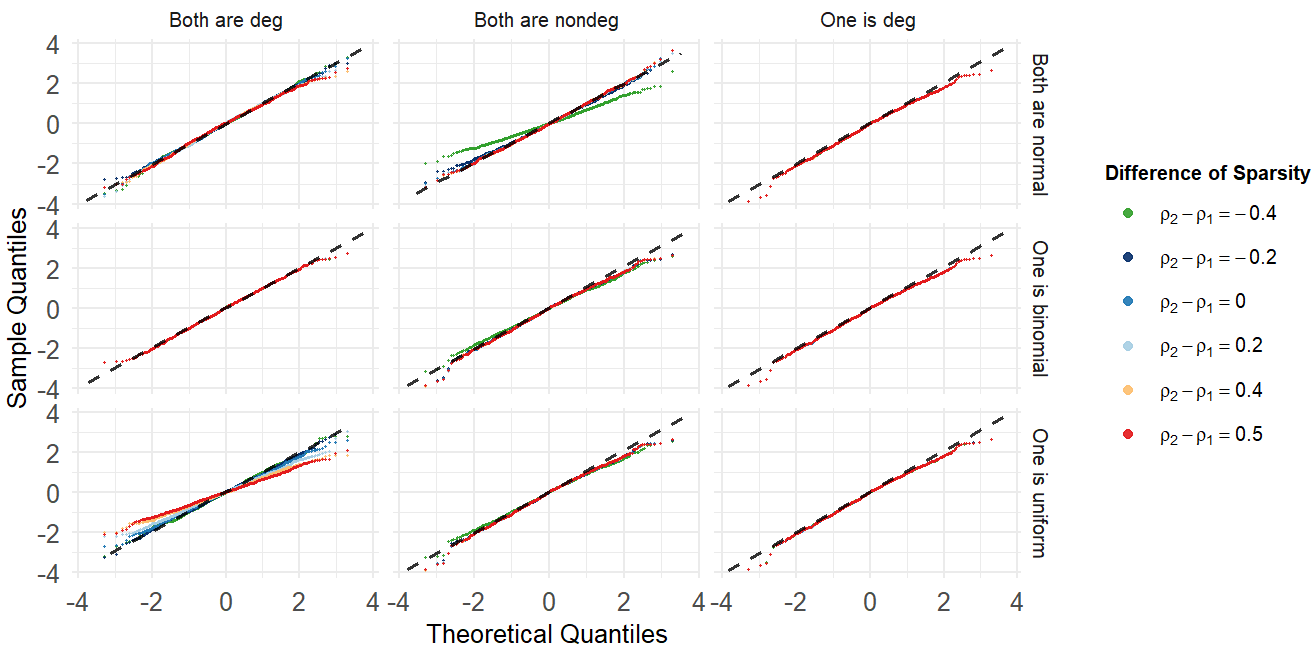 Both are deg
Both are nondeg
One is deg
4
2
0
-2
-4
Both are normal
4
2
0
-2
-4
One is binomial
4
2
0
-2
-4
One is uniform
-4 -2 0 2 4
-4 -2 0 2 4
-4 -2 0 2 4
Sample Quantiles
Theoretical Quantiles
Difference of Sparsity
ρ₂ − ρ₁ = − 0.4
ρ₂ − ρ₁ = − 0.2
ρ₂ − ρ₁ = 0
ρ₂ − ρ₁ = 0.2
ρ₂ − ρ₁ = 0.4
ρ₂ − ρ₁ = 0.5